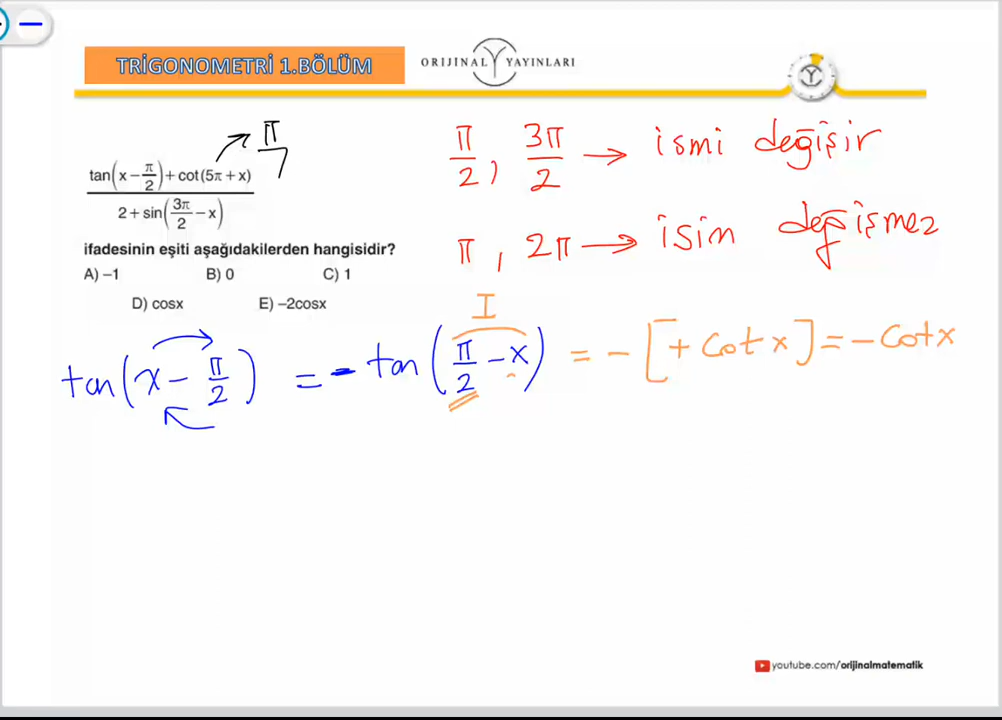 TRİGONOMETRİ 1.BÖLÜM
ORIJINAL YAYINLARI
π/7
(tan(x − π/2) + cot(5π + x)) / (2 + sin(3π/2 − x))
ifadesinin eşiti aşağıdakilerden hangisidir?
A) −1 B) 0 C) 1
D) cosx E) −2cosx
π/2, 3π/2 → ismi değişir
π, 2π → isim değişmez
I
tan(x − π/2) = - tan(π/2 − x) = − [+ Cot x] = − Cotx
youtube.com/orijinalmatematik